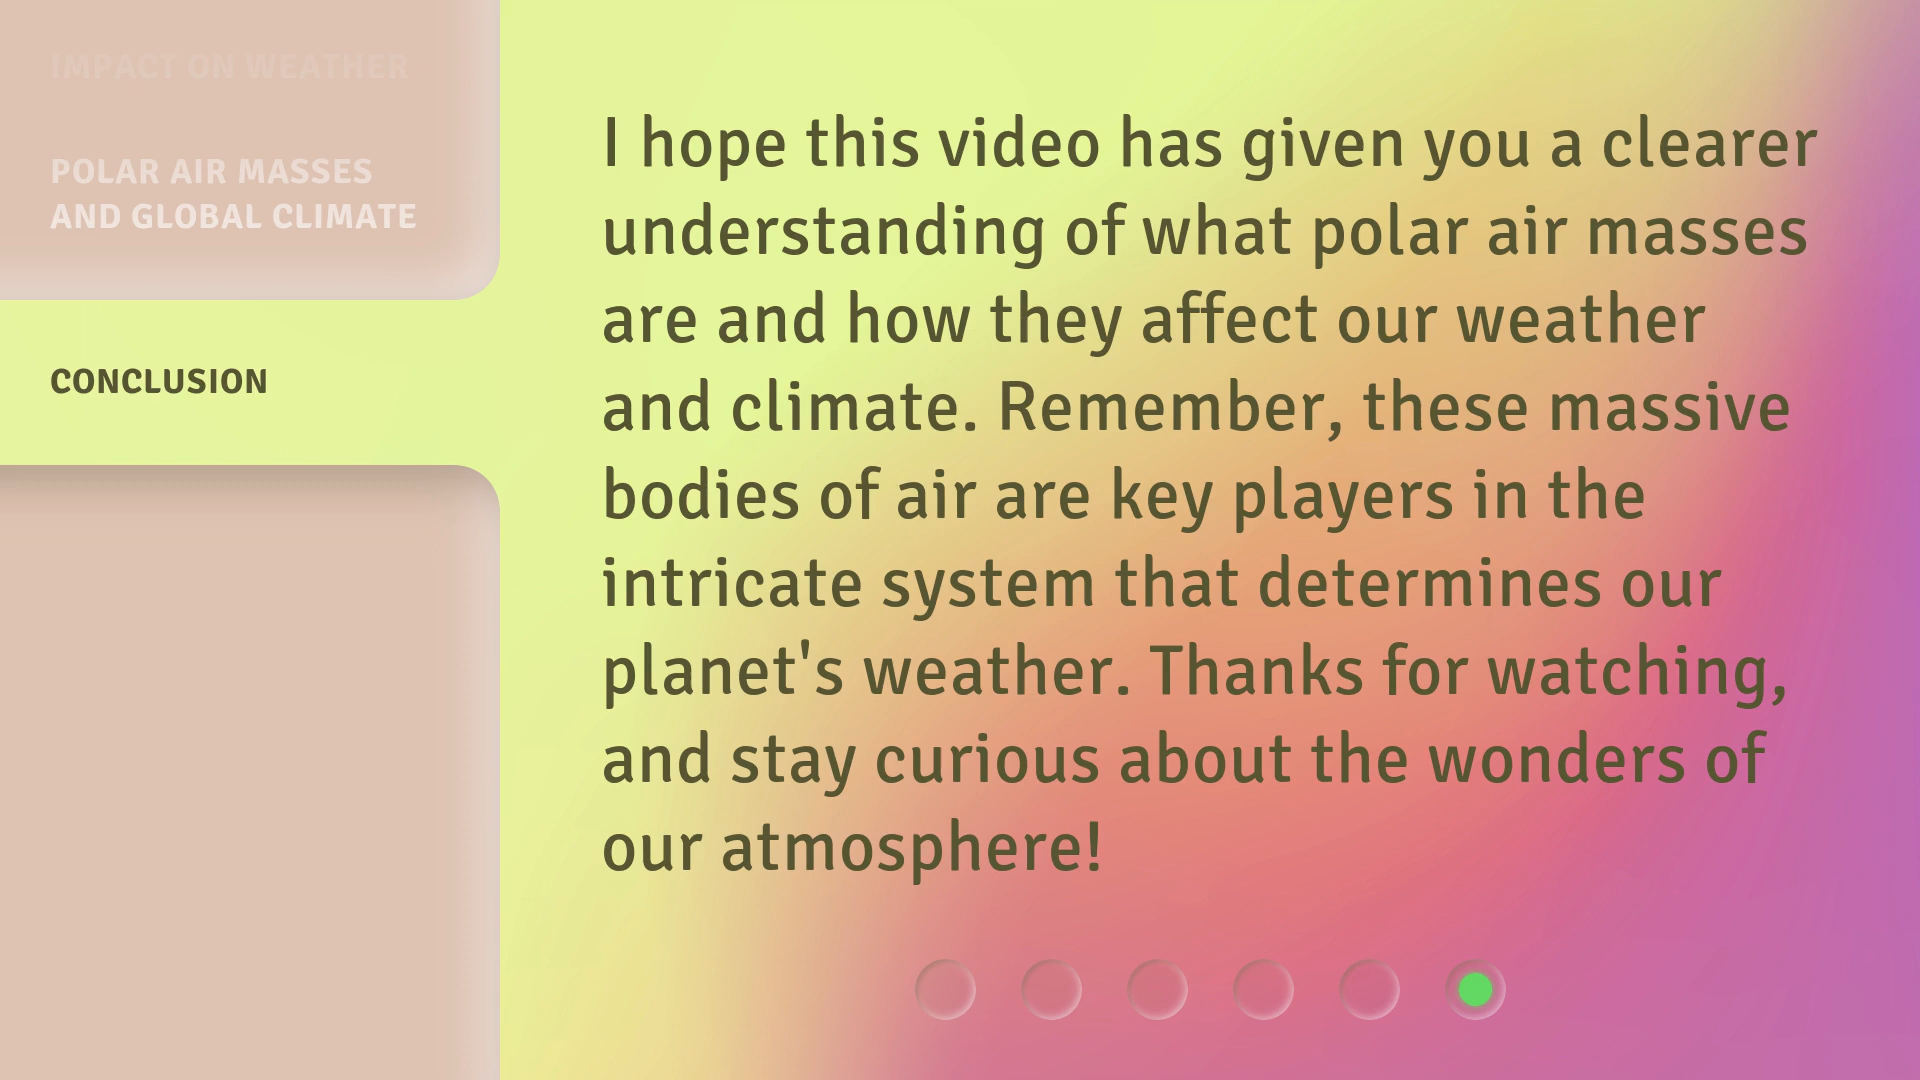 IMPACT ON WEATHER
POLAR AIR MASSES
AND GLOBAL CLIMATE
CONCLUSION
I hope this video has given you a clearer
understanding of what polar air masses
are and how they affect our weather
and climate. Remember, these massive
bodies of air are key players in the
intricate system that determines our
planet's weather. Thanks for watching,
and stay curious about the wonders of
our atmosphere!